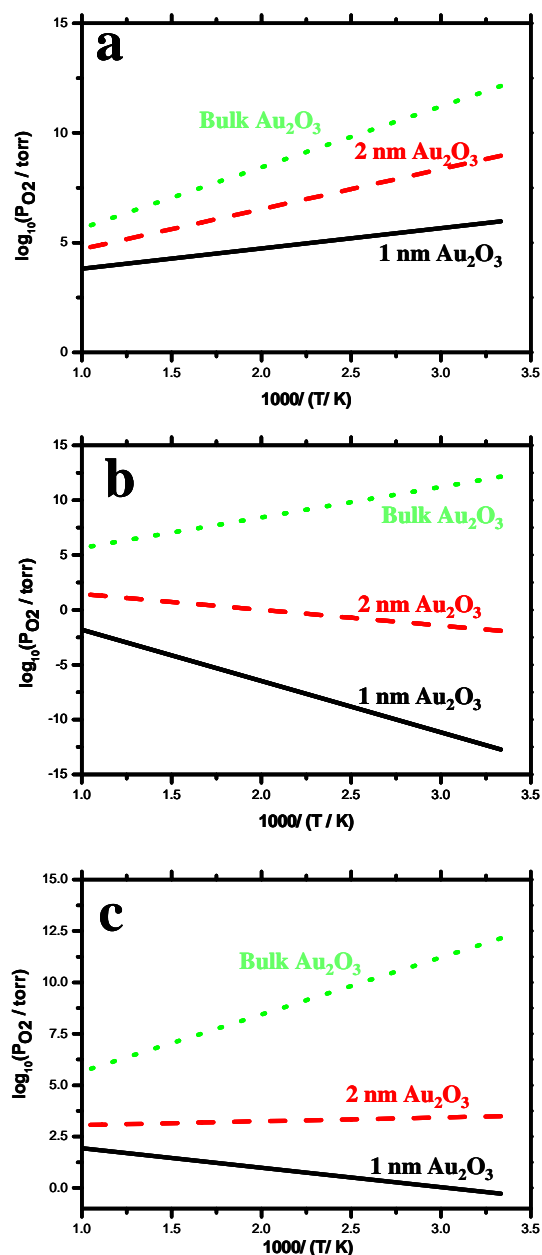 a
15
10
5
0
log₁₀(P_O2 / torr)
Bulk Au₂O₃
2 nm Au₂O₃
1 nm Au₂O₃
1.0 1.5 2.0 2.5 3.0 3.5
1000/ (T/ K)
b
15
10
5
0
-5
-10
-15
log₁₀(P_O2 / torr)
Bulk Au₂O₃
2 nm Au₂O₃
1 nm Au₂O₃
1.0 1.5 2.0 2.5 3.0 3.5
1000/ (T / K)
c
15.0
12.5
10.0
7.5
5.0
2.5
0.0
log₁₀(P_O2 / torr)
Bulk Au₂O₃
2 nm Au₂O₃
1 nm Au₂O₃
1.0 1.5 2.0 2.5 3.0 3.5
1000/ (T / K)